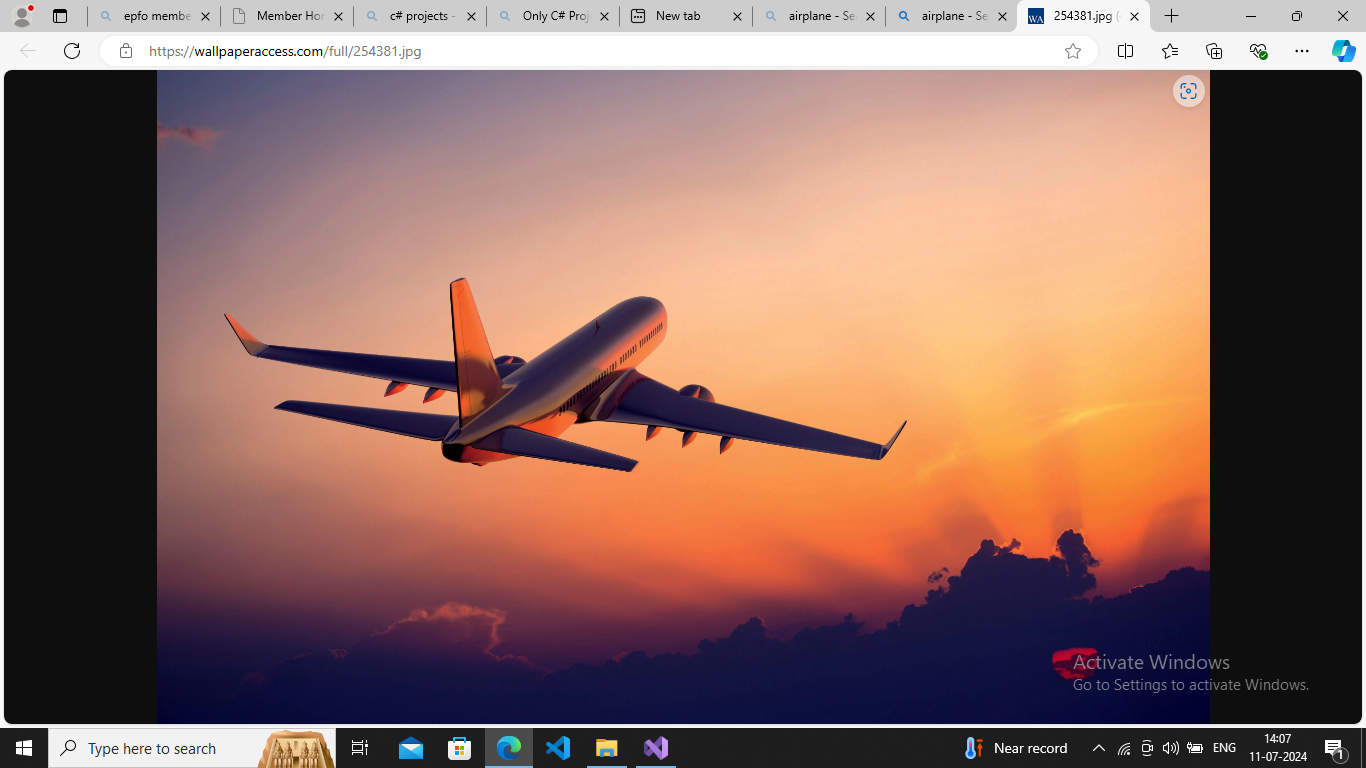 epfo membe
Member Hor
c# projects -
Only C# Proj
New tab
airplane - Se
airplane - Se
254381.jpg (
https://wallpaperaccess.com/full/254381.jpg
WA
Activate Windows
Go to Settings to activate Windows.
Type here to search
Near record
ENG
14:07
11-07-2024
1